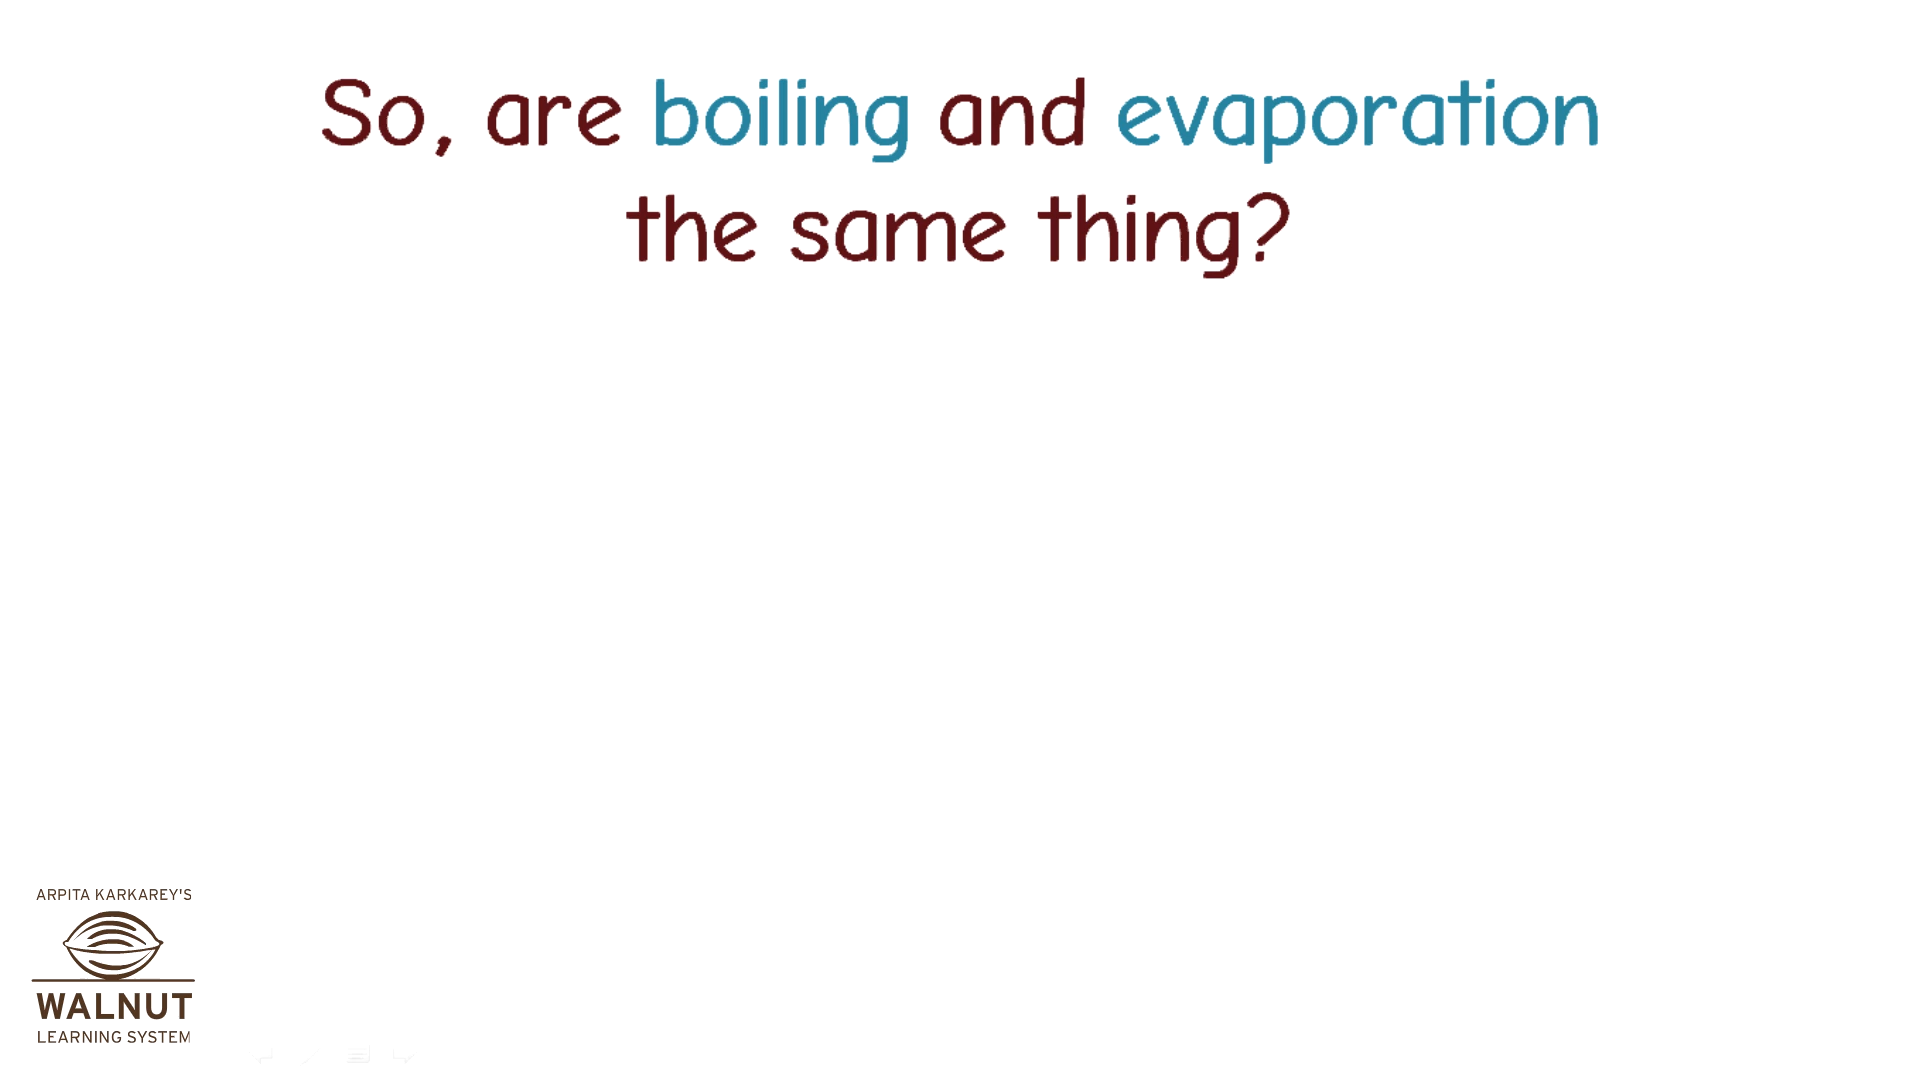 So, are boiling and evaporation
the same thing?
ARPITA KARKAREY'S
WALNUT
LEARNING SYSTEM